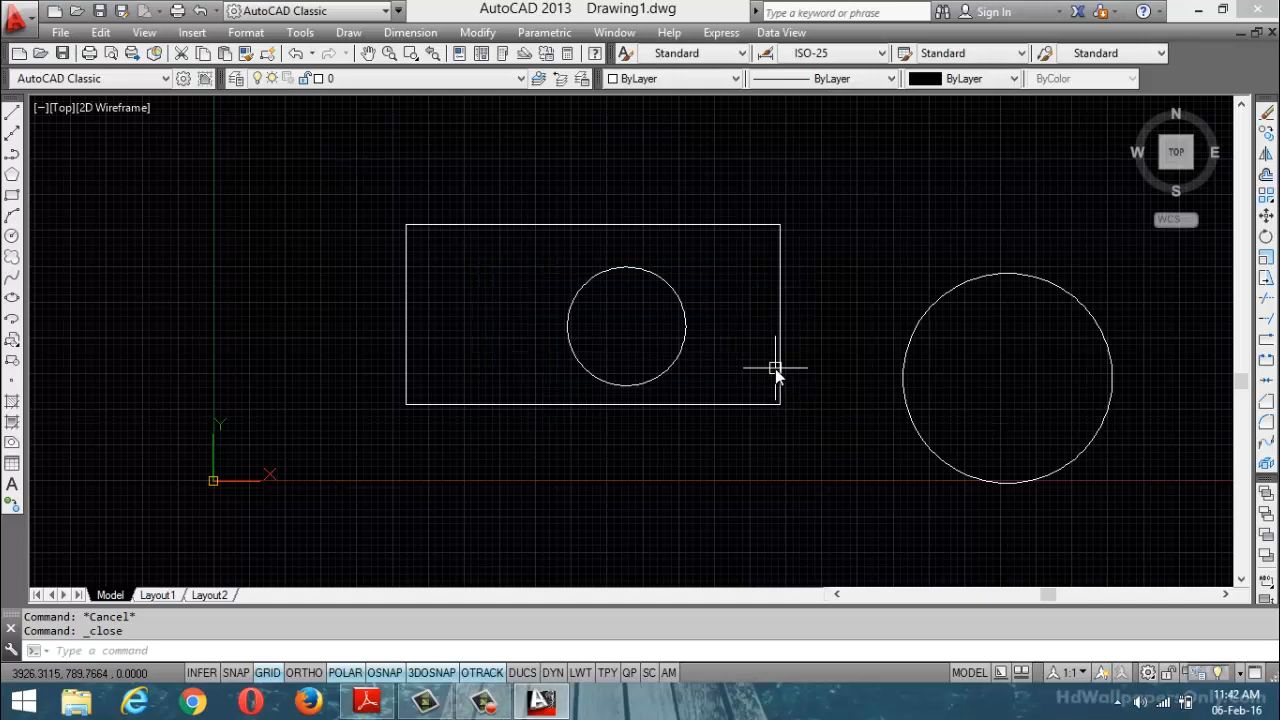 AutoCAD Classic
AutoCAD 2013 Drawing1.dwg
Type a keyword or phrase
Sign In
File Edit View Insert Format Tools Draw Dimension Modify Parametric Window Help Express Data View
Standard ISO-25 Standard Standard
AutoCAD Classic 0 ByLayer ByLayer ByLayer ByColor
[−][Top][2D Wireframe]
N
W TOP E
S
WCS
Y
X
A
Model Layout1 Layout2
Command: *Cancel*
Command: _close
Type a command
3926.3115, 789.7664, 0.0000 INFER SNAP GRID ORTHO POLAR OSNAP 3DOSNAP OTRACK DUCS DYN LWT TPY QP SC AM MODEL 1:1
HdWallpapersOnly.com
11:42 AM
06-Feb-16